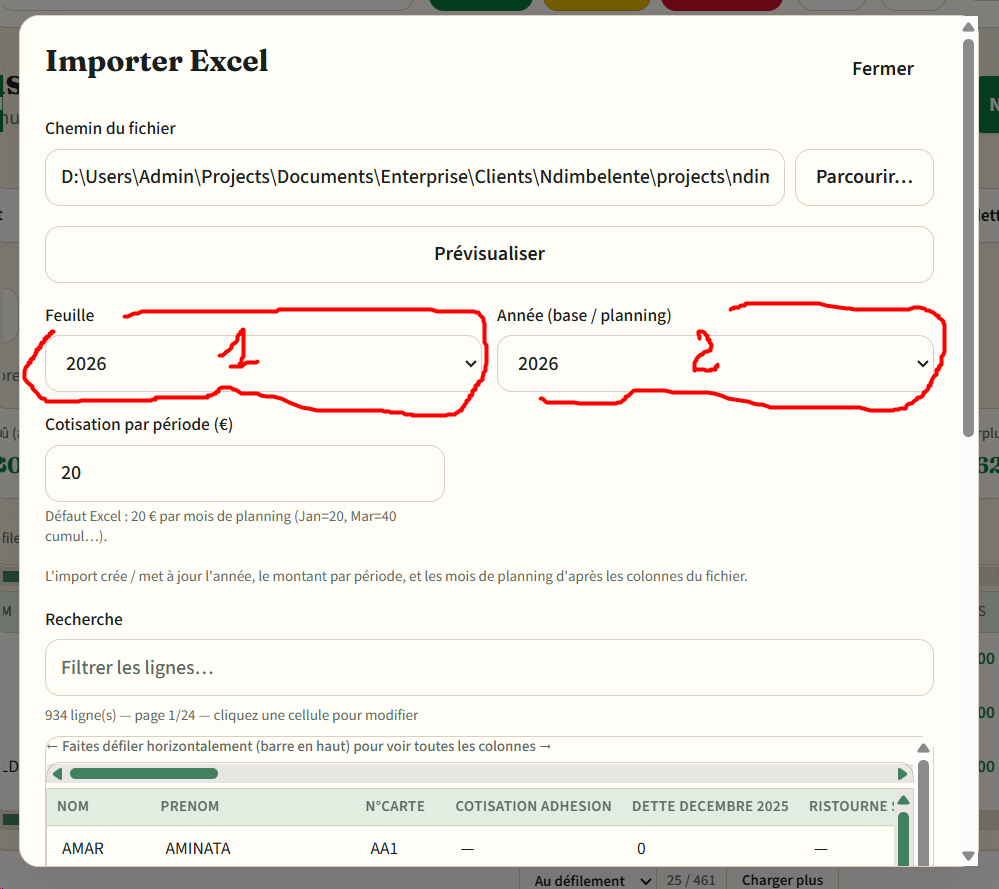 Importer Excel
Fermer
Chemin du fichier
D:\Users\Admin\Projects\Documents\Enterprise\Clients\Ndimbelente\projects\ndin
Parcourir...
Prévisualiser
Feuille
Année (base / planning)
2026
1
2026
2
Cotisation par période (€)
20
Défaut Excel : 20 € par mois de planning (Jan=20, Mar=40
cumul...).
L'import crée / met à jour l'année, le montant par période, et les mois de planning d'après les colonnes du fichier.
Recherche
Filtrer les lignes...
934 ligne(s) — page 1/24 — cliquez une cellule pour modifier
← Faites défiler horizontalement (barre en haut) pour voir toutes les colonnes →
NOM PRENOM N°CARTE COTISATION ADHESION DETTE DECEMBRE 2025 RISTOURNE
AMAR AMINATA AA1 — 0 —
Au défilement 25 / 461 Charger plus